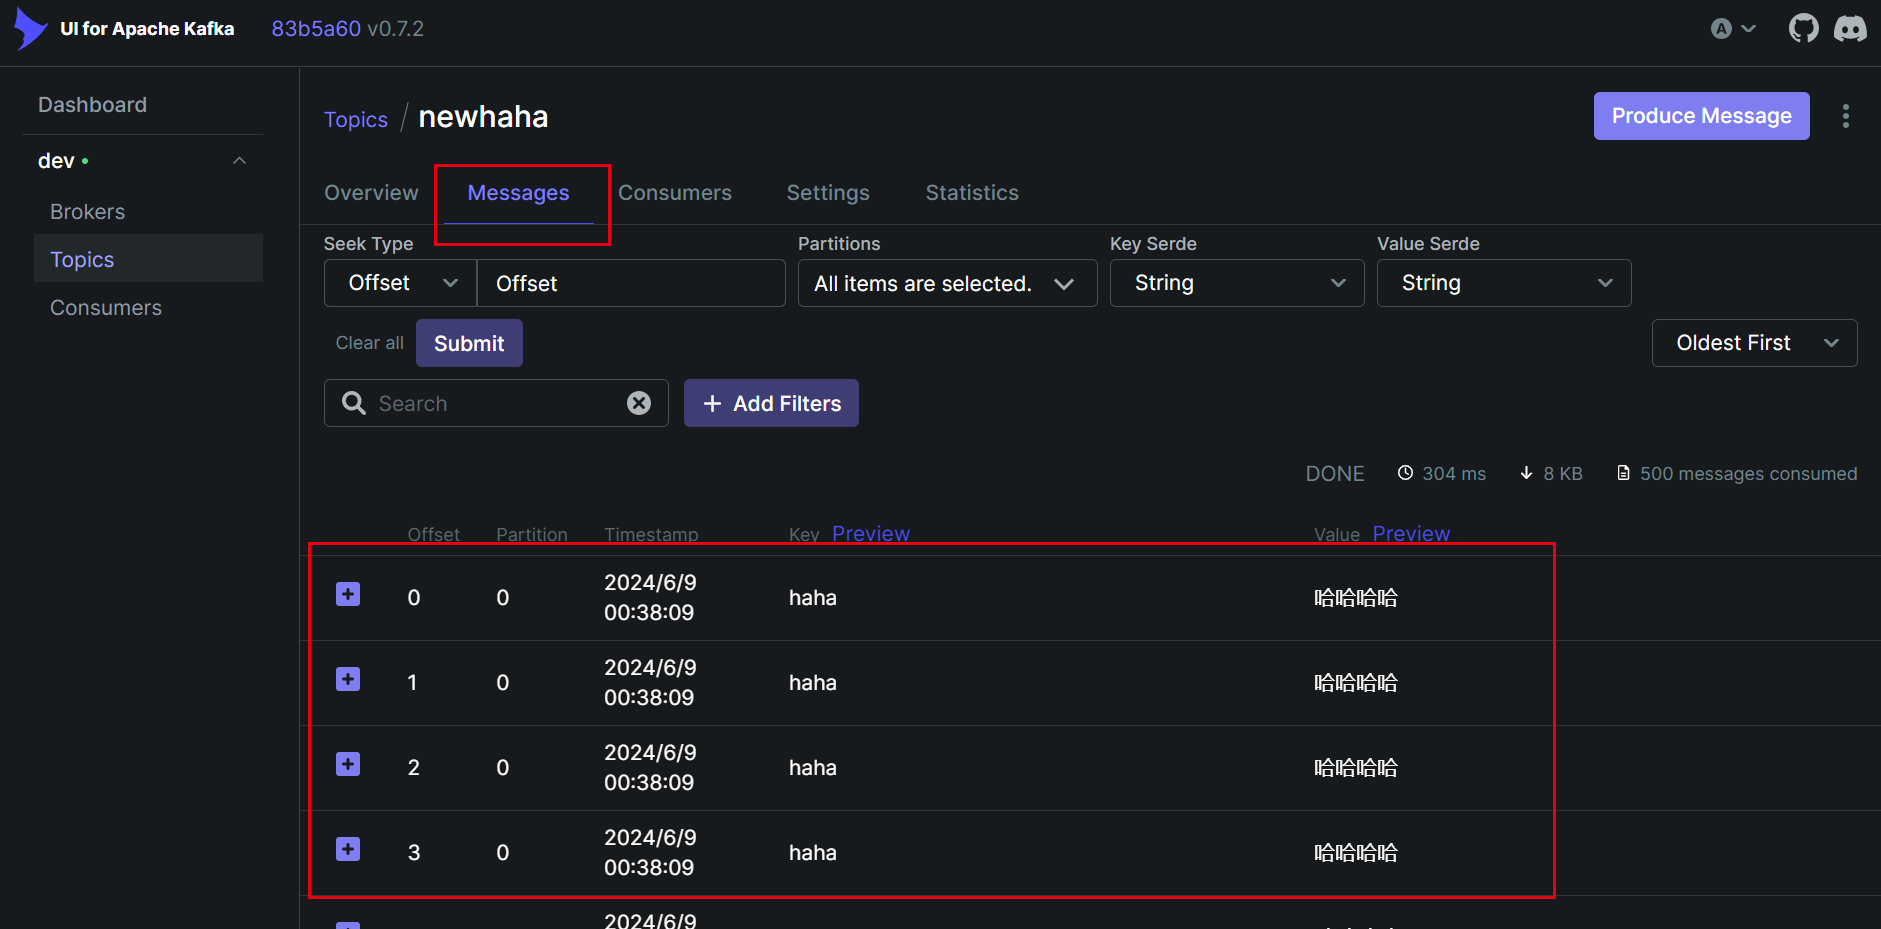 UI for Apache Kafka 83b5a60 v0.7.2 A
Dashboard
dev
Brokers
Topics
Consumers
Topics / newhaha
Produce Message
Overview Messages Consumers Settings Statistics
Seek Type Partitions Key Serde Value Serde
Offset Offset All items are selected. String String
Clear all Submit Oldest First
Search + Add Filters
DONE 304 ms 8 KB 500 messages consumed
Offset Partition Timestamp Key Preview Value Preview
0 0 2024/6/9 00:38:09 haha 哈哈哈哈
1 0 2024/6/9 00:38:09 haha 哈哈哈哈
2 0 2024/6/9 00:38:09 haha 哈哈哈哈
3 0 2024/6/9 00:38:09 haha 哈哈哈哈
2024/6/9